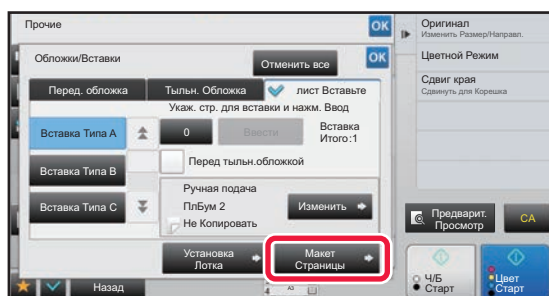 Прочие
OK
Обложки/Вставки
Отменить все
OK
Перед. обложка
Тыльн. Обложка
лист Вставьте
Укаж. стр. для вставки и нажм. Ввод
Вставка Типа A
0
Ввести
Вставка
Итого:1
Вставка Типа B
Перед тыльн.обложкой
Вставка Типа C
Ручная подача
ПлБум 2
Не Копировать
Изменить
Установка
Лотка
Макет
Страницы
Назад
A3
Оригинал
Изменить Размер/Направл.
Цветной Режим
Сдвиг края
Сдвинуть для Корешка
Предварит.
Просмотр
CA
Ч/Б
Старт
Цвет
Старт